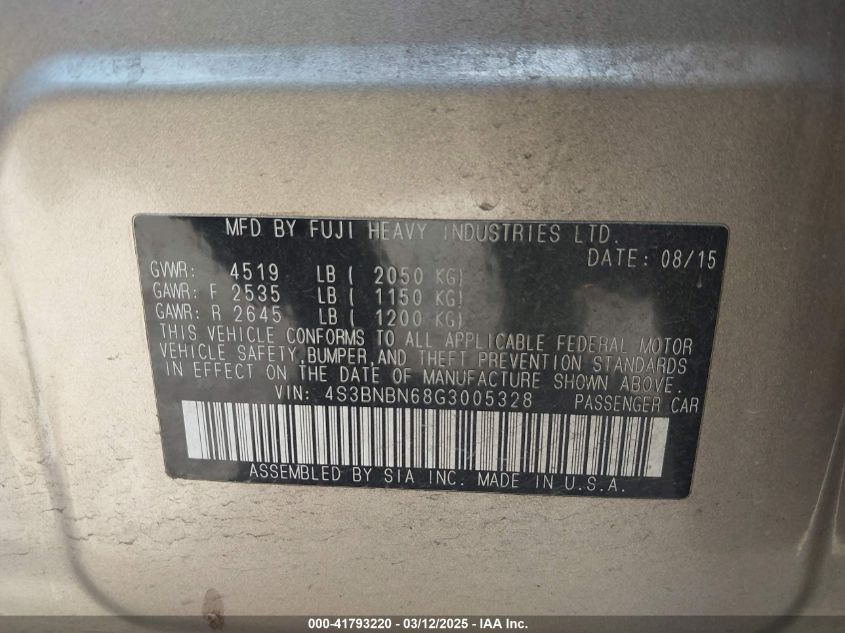 MFD BY FUJI HEAVY INDUSTRIES LTD.
DATE: 08/15
GVWR: 4519 LB ( 2050 KG)
GAWR: F 2535 LB ( 1150 KG)
GAWR: R 2645 LB ( 1200 KG)
THIS VEHICLE CONFORMS TO ALL APPLICABLE FEDERAL MOTOR
VEHICLE SAFETY, BUMPER, AND THEFT PREVENTION STANDARDS
IN EFFECT ON THE DATE OF MANUFACTURE SHOWN ABOVE.
VIN: 4S3BNBN68G3005328 PASSENGER CAR
ASSEMBLED BY SIA INC. MADE IN U.S.A.
000-41793220 - 03/12/2025 - IAA Inc.